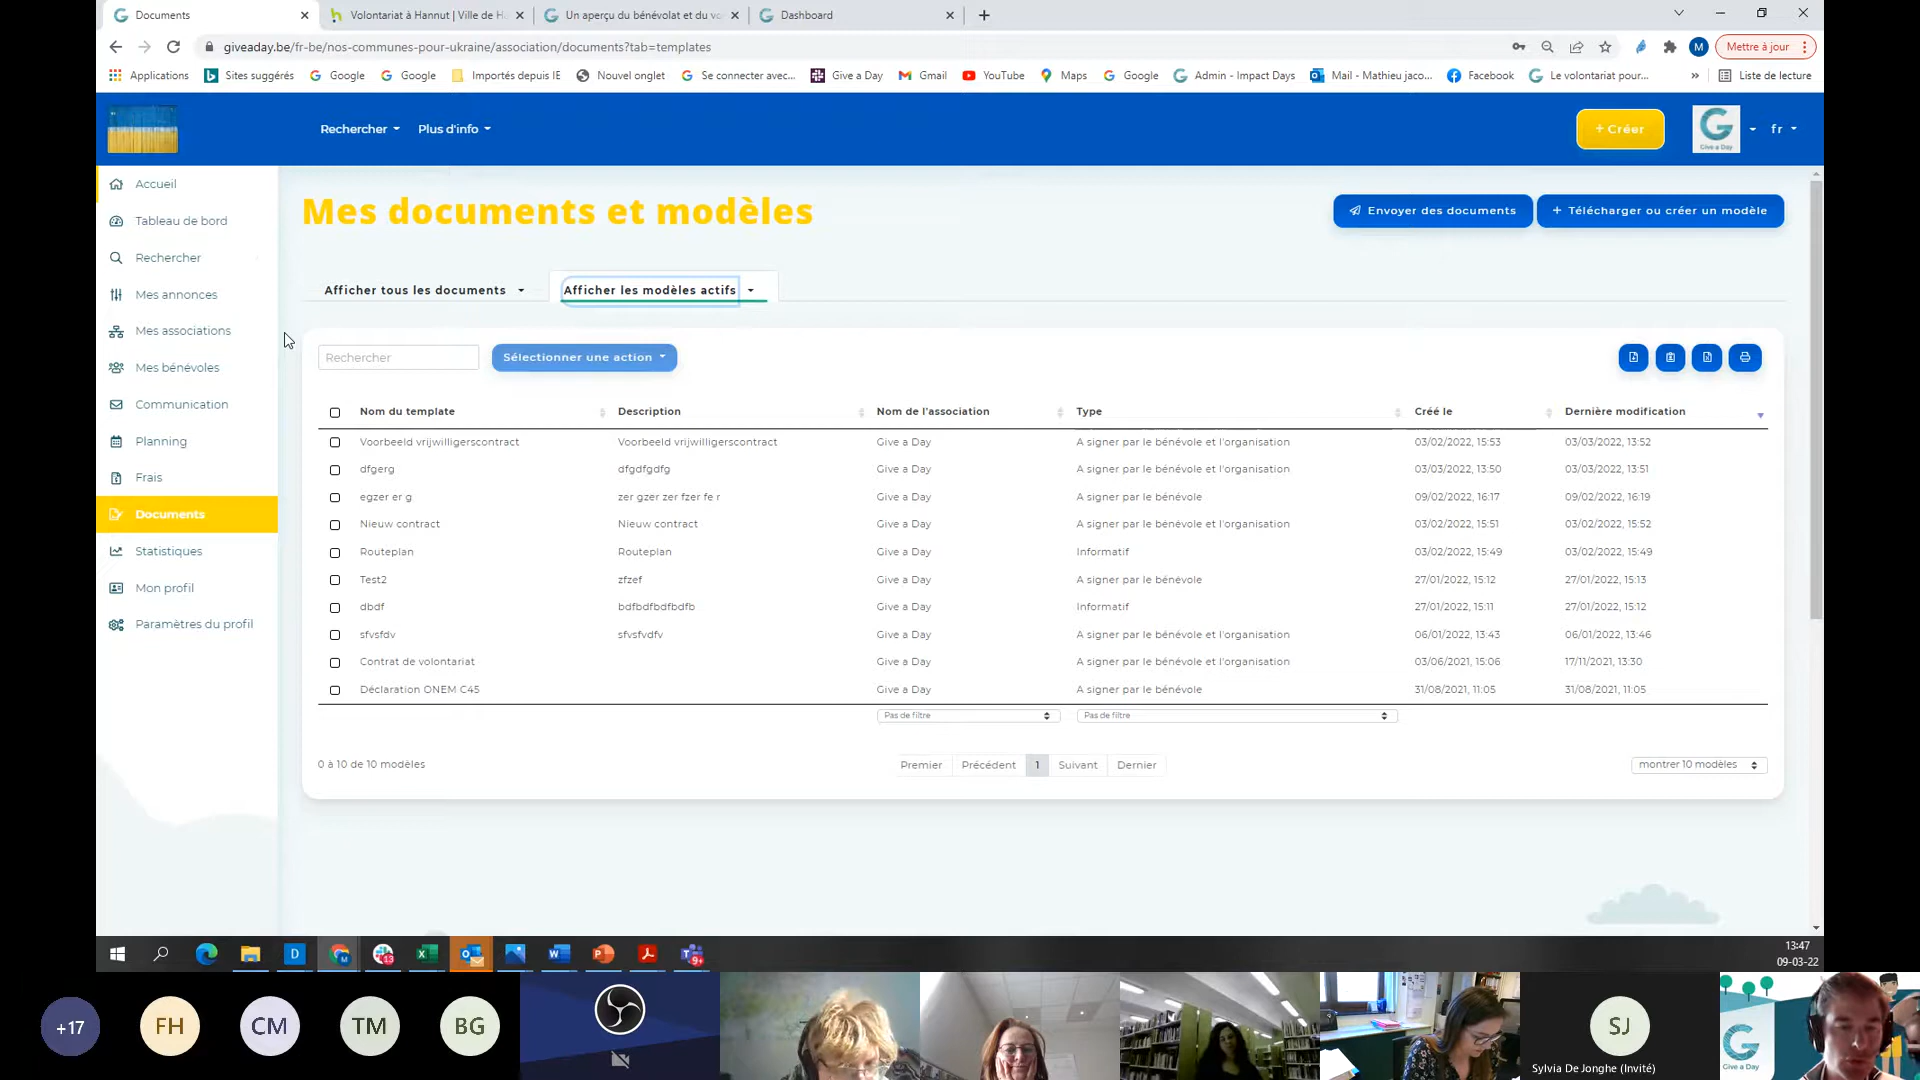 Documents
Volontariat à Hannut | Ville de Ha
Un aperçu du bénévolat et du vo
Dashboard
giveaday.be/fr-be/nos-communes-pour-ukraine/association/documents?tab=templates
M
Mettre à jour
Applications
Sites suggérés
Google
Google
Importés depuis IE
Nouvel onglet
Se connecter avec...
Give a Day
Gmail
YouTube
Maps
Google
Admin - Impact Days
Mail - Mathieu jaco...
Facebook
Le volontariat pour...
»
Liste de lecture
Rechercher
Plus d'info
+ Créer
Give a Day
fr
Accueil
Tableau de bord
Rechercher
Mes annonces
Mes associations
Mes bénévoles
Communication
Planning
Frais
Documents
Statistiques
Mon profil
Paramètres du profil
Mes documents et modèles
Envoyer des documents
+ Télécharger ou créer un modèle
Afficher tous les documents
Afficher les modèles actifs
Rechercher
Sélectionner une action
Nom du template Description Nom de l'association Type Créé le Dernière modification
Voorbeeld vrijwilligerscontract Voorbeeld vrijwilligerscontract Give a Day A signer par le bénévole et l'organisation 03/02/2022, 15:53 03/03/2022, 13:52
dfgerg dfgdfgdfg Give a Day A signer par le bénévole et l'organisation 03/03/2022, 13:50 03/03/2022, 13:51
egzer er g zer gzer zer fzer fe r Give a Day A signer par le bénévole 09/02/2022, 16:17 09/02/2022, 16:19
Nieuw contract Nieuw contract Give a Day A signer par le bénévole et l'organisation 03/02/2022, 15:51 03/02/2022, 15:52
Routeplan Routeplan Give a Day Informatif 03/02/2022, 15:49 03/02/2022, 15:49
Test2 zfzef Give a Day A signer par le bénévole 27/01/2022, 15:12 27/01/2022, 15:13
dbdf bdfbdfbdfbdfb Give a Day Informatif 27/01/2022, 15:11 27/01/2022, 15:12
sfvsfdv sfvsfvdfv Give a Day A signer par le bénévole et l'organisation 06/01/2022, 13:43 06/01/2022, 13:46
Contrat de volontariat Give a Day A signer par le bénévole et l'organisation 03/06/2021, 15:06 17/11/2021, 13:30
Déclaration ONEM C45 Give a Day A signer par le bénévole 31/08/2021, 11:05 31/08/2021, 11:05
Pas de filtre Pas de filtre
0 à 10 de 10 modèles
Premier Précédent 1 Suivant Dernier
montrer 10 modèles
13:47
09-03-22
+17
FH
CM
TM
BG
SJ
Sylvia De Jonghe (Invité)
Give a Day